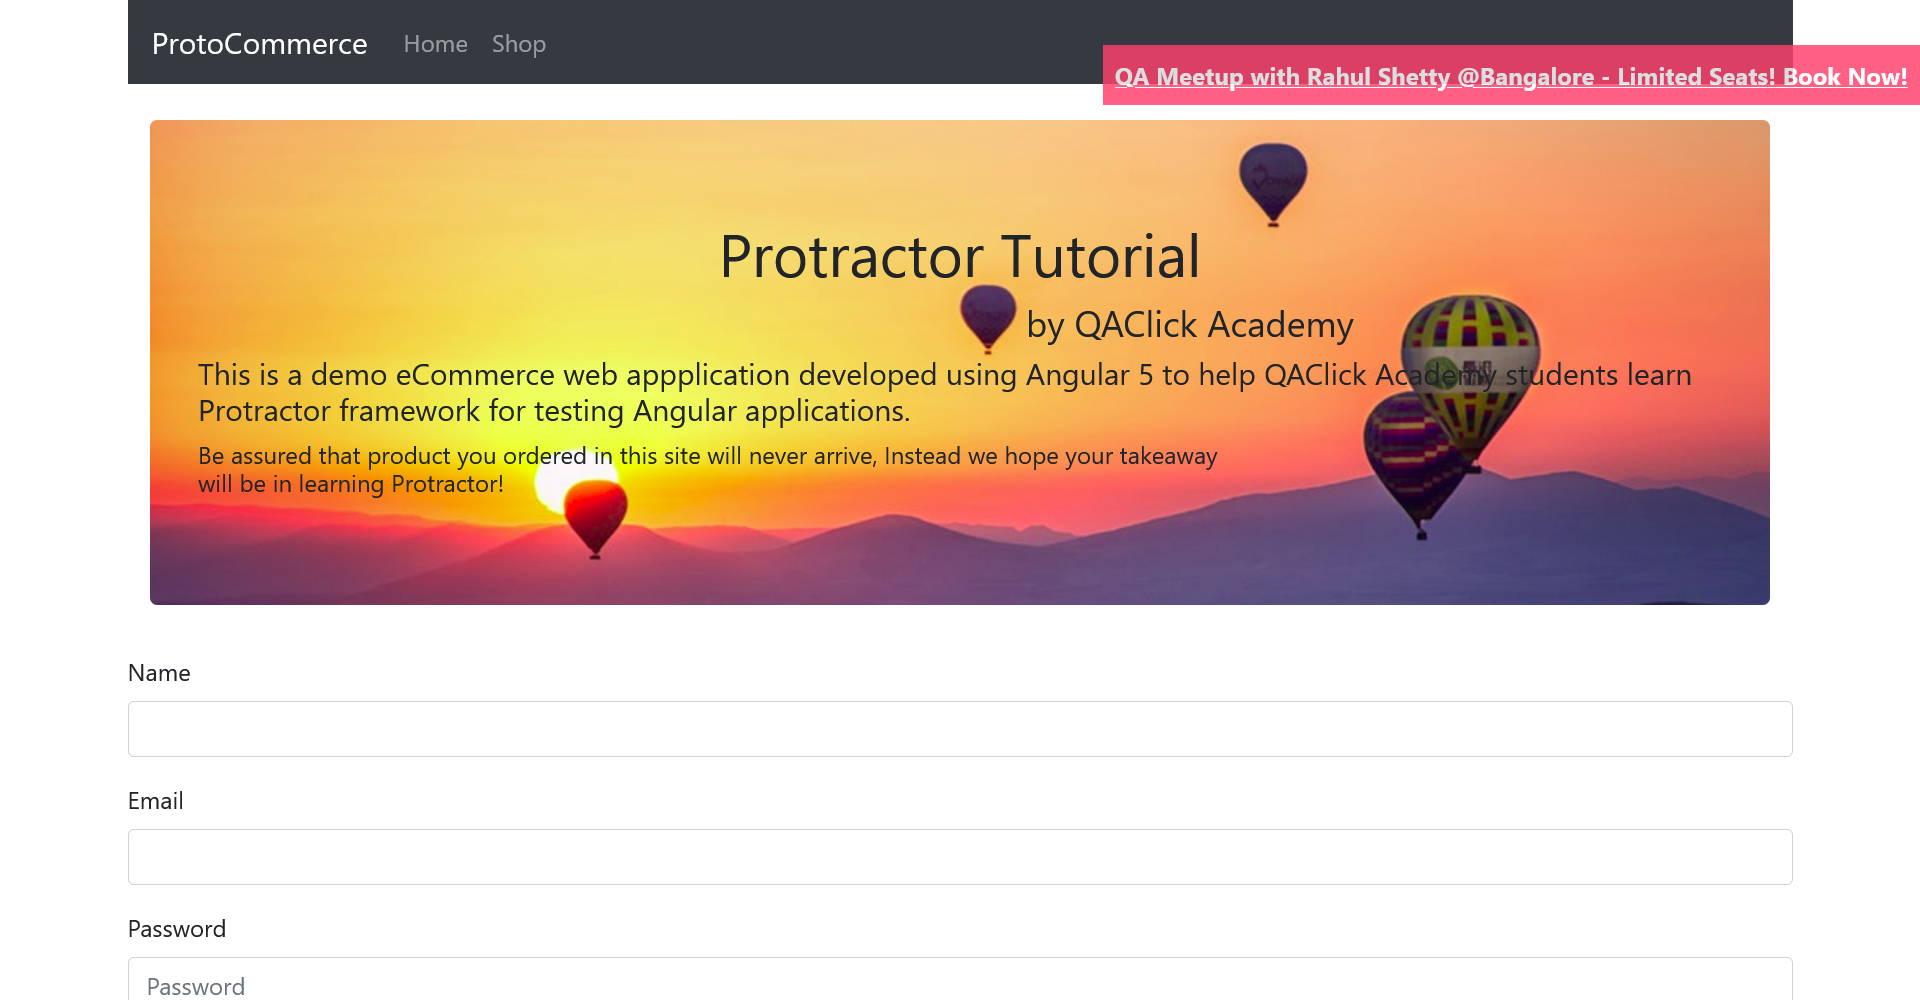 ProtoCommerce Home Shop
QA Meetup with Rahul Shetty @Bangalore - Limited Seats! Book Now!
Protractor Tutorial
by QAClick Academy
This is a demo eCommerce web appplication developed using Angular 5 to help QAClick Academy students learn
Protractor framework for testing Angular applications.
Be assured that product you ordered in this site will never arrive, Instead we hope your takeaway
will be in learning Protractor!
Name
Email
Password
Password